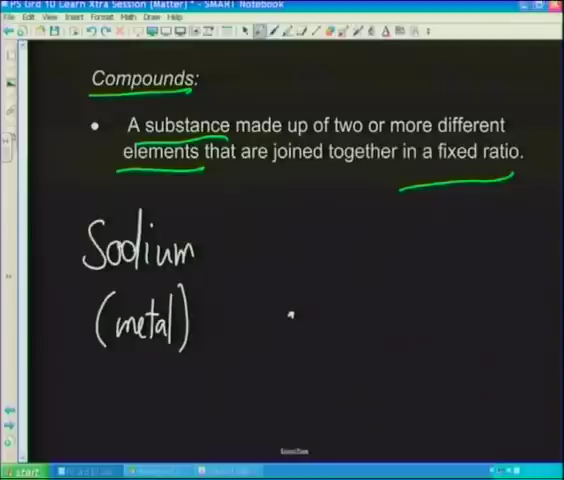 PS Grd 10 Learn Xtra Session (Matter) * - SMART Notebook
File Edit View Insert Format Math Draw Help
Compounds:
• A substance made up of two or more different
elements that are joined together in a fixed ratio.
Sodium
(metal)
start